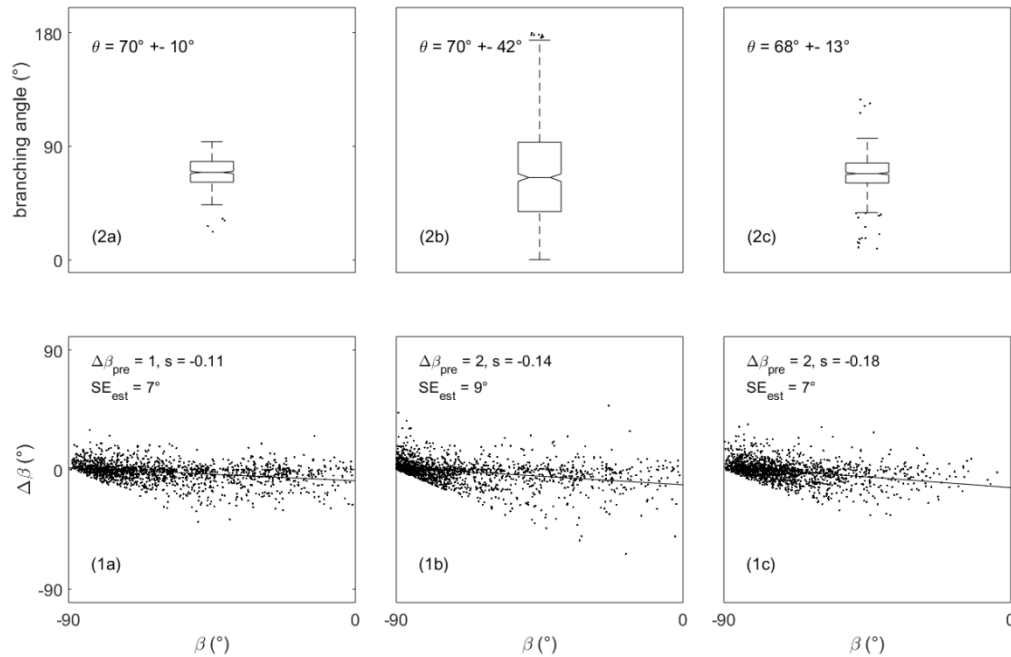 180
90
0
branching angle (°)
θ = 70° +- 10°
(2a)
θ = 70° +- 42°
(2b)
θ = 68° +- 13°
(2c)
90
0
-90
Δβ (°)
Δβpre = 1, s = -0.11
SEest = 7°
(1a)
Δβpre = 2, s = -0.14
SEest = 9°
(1b)
Δβpre = 2, s = -0.18
SEest = 7°
(1c)
-90 0
-90 0
-90 0
β (°)
β (°)
β (°)